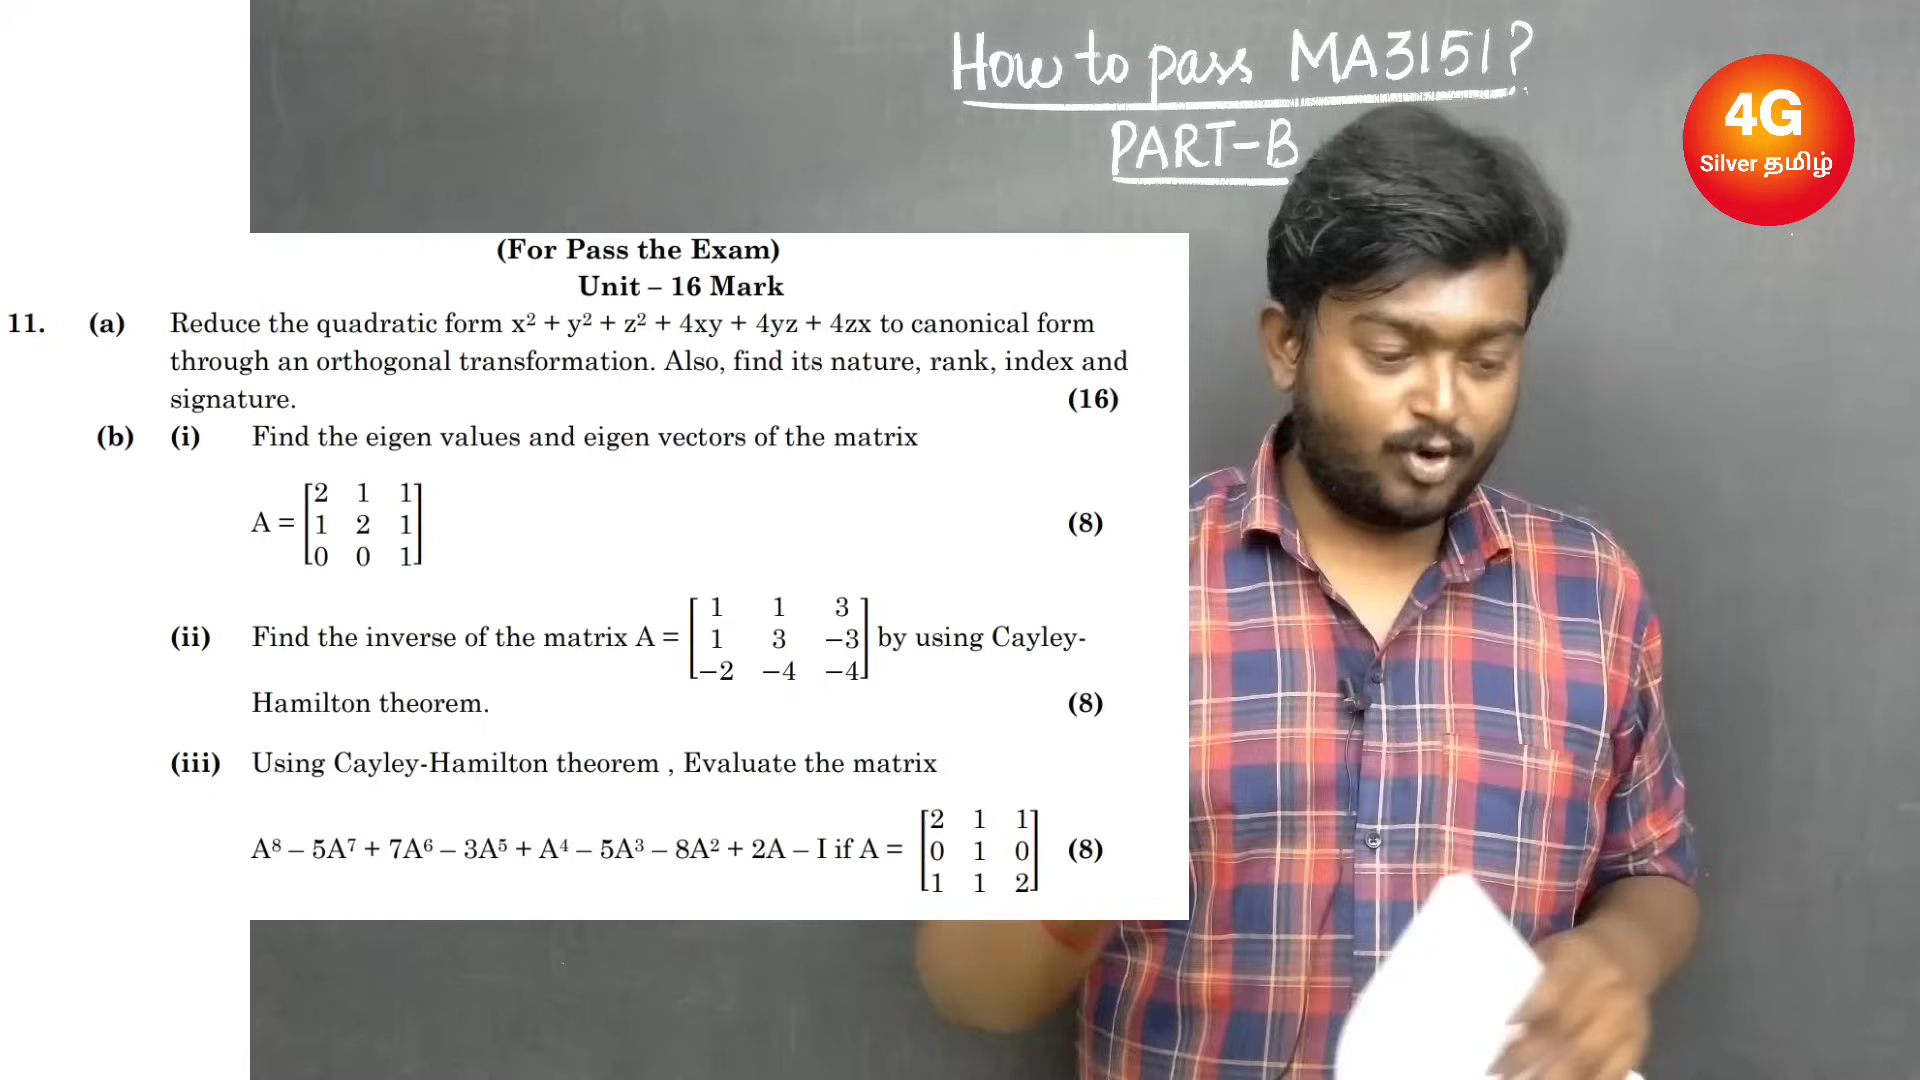 How to pass MA3151?
PART-B
4G
Silver தமிழ்
(For Pass the Exam)
Unit – 16 Mark
11. (a) Reduce the quadratic form x² + y² + z² + 4xy + 4yz + 4zx to canonical form
through an orthogonal transformation. Also, find its nature, rank, index and
signature. (16)
(b) (i) Find the eigen values and eigen vectors of the matrix
A = [2 1 1
1 2 1
0 0 1] (8)
(ii) Find the inverse of the matrix A = [1 1 3
1 3 −3
−2 −4 −4] by using Cayley-
Hamilton theorem. (8)
(iii) Using Cayley-Hamilton theorem , Evaluate the matrix
A⁸ – 5A⁷ + 7A⁶ – 3A⁵ + A⁴ – 5A³ – 8A² + 2A – I if A = [2 1 1
0 1 0
1 1 2] (8)